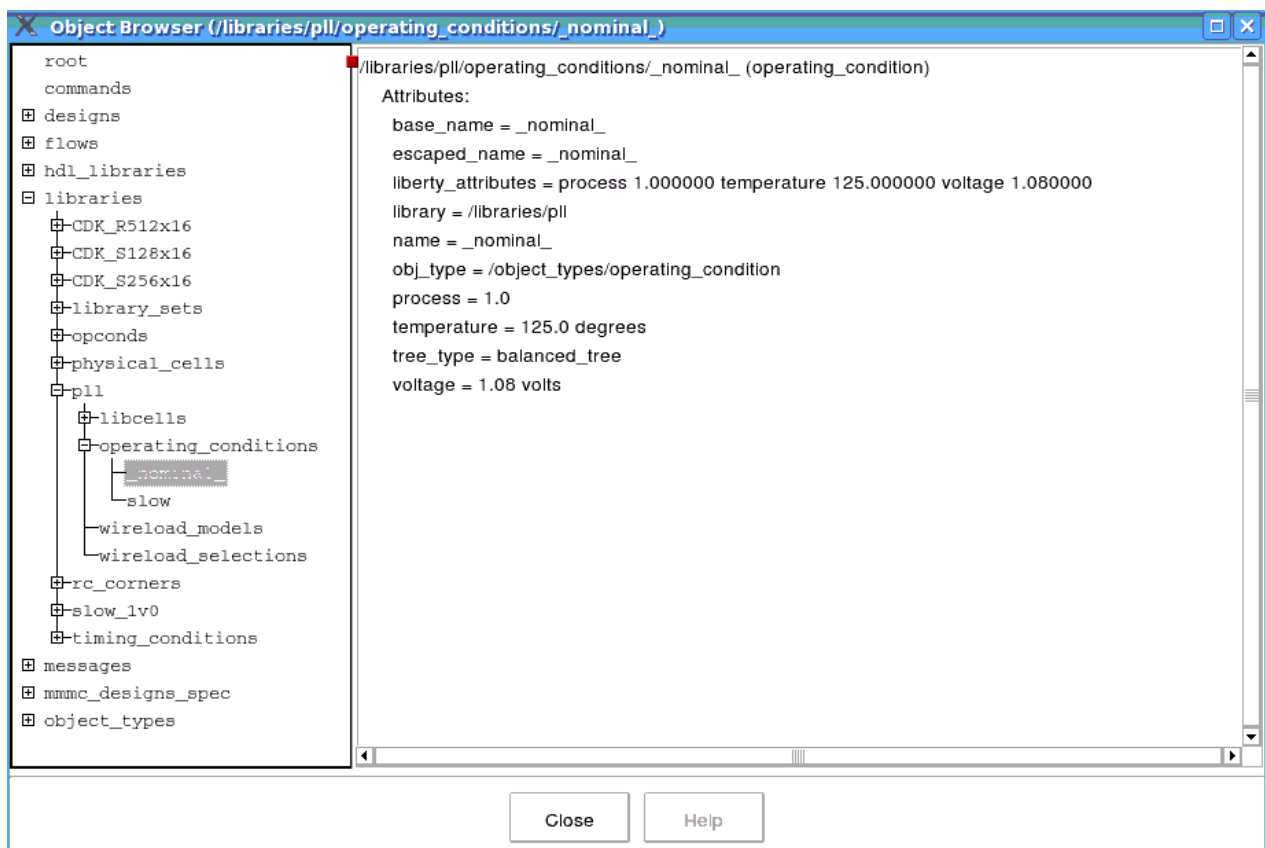 Object Browser (/libraries/pll/operating_conditions/_nominal_)
root
commands
designs
flows
hdl_libraries
libraries
CDK_R512x16
CDK_S128x16
CDK_S256x16
library_sets
opconds
physical_cells
pll
libcells
operating_conditions
_nominal_
slow
wireload_models
wireload_selections
rc_corners
slow_1v0
timing_conditions
messages
mmmc_designs_spec
object_types
/libraries/pll/operating_conditions/_nominal_ (operating_condition)
Attributes:
base_name = _nominal_
escaped_name = _nominal_
liberty_attributes = process 1.000000 temperature 125.000000 voltage 1.080000
library = /libraries/pll
name = _nominal_
obj_type = /object_types/operating_condition
process = 1.0
temperature = 125.0 degrees
tree_type = balanced_tree
voltage = 1.08 volts
Close
Help